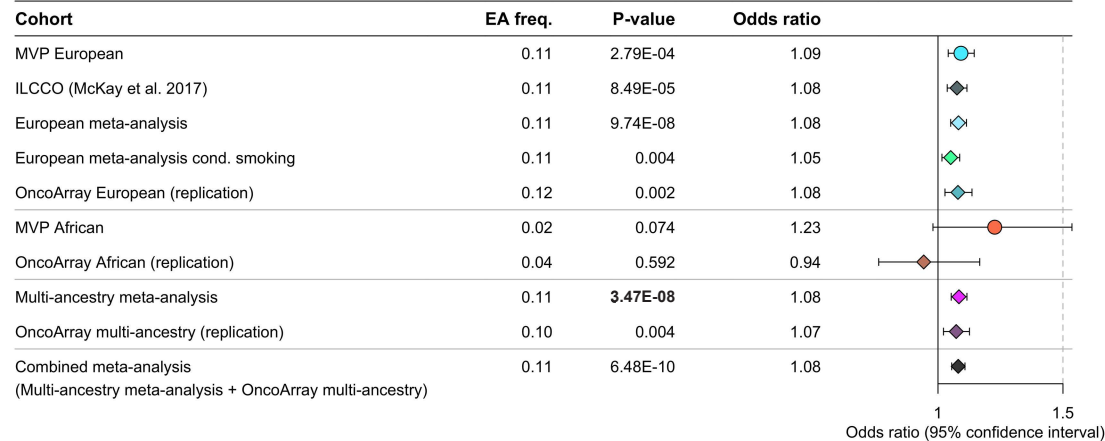 Cohort EA freq. P-value Odds ratio
MVP European 0.11 2.79E-04 1.09
ILCCO (McKay et al. 2017) 0.11 8.49E-05 1.08
European meta-analysis 0.11 9.74E-08 1.08
European meta-analysis cond. smoking 0.11 0.004 1.05
OncoArray European (replication) 0.12 0.002 1.08
MVP African 0.02 0.074 1.23
OncoArray African (replication) 0.04 0.592 0.94
Multi-ancestry meta-analysis 0.11 3.47E-08 1.08
OncoArray multi-ancestry (replication) 0.10 0.004 1.07
Combined meta-analysis 0.11 6.48E-10 1.08
(Multi-ancestry meta-analysis + OncoArray multi-ancestry)
1 1.5
Odds ratio (95% confidence interval)